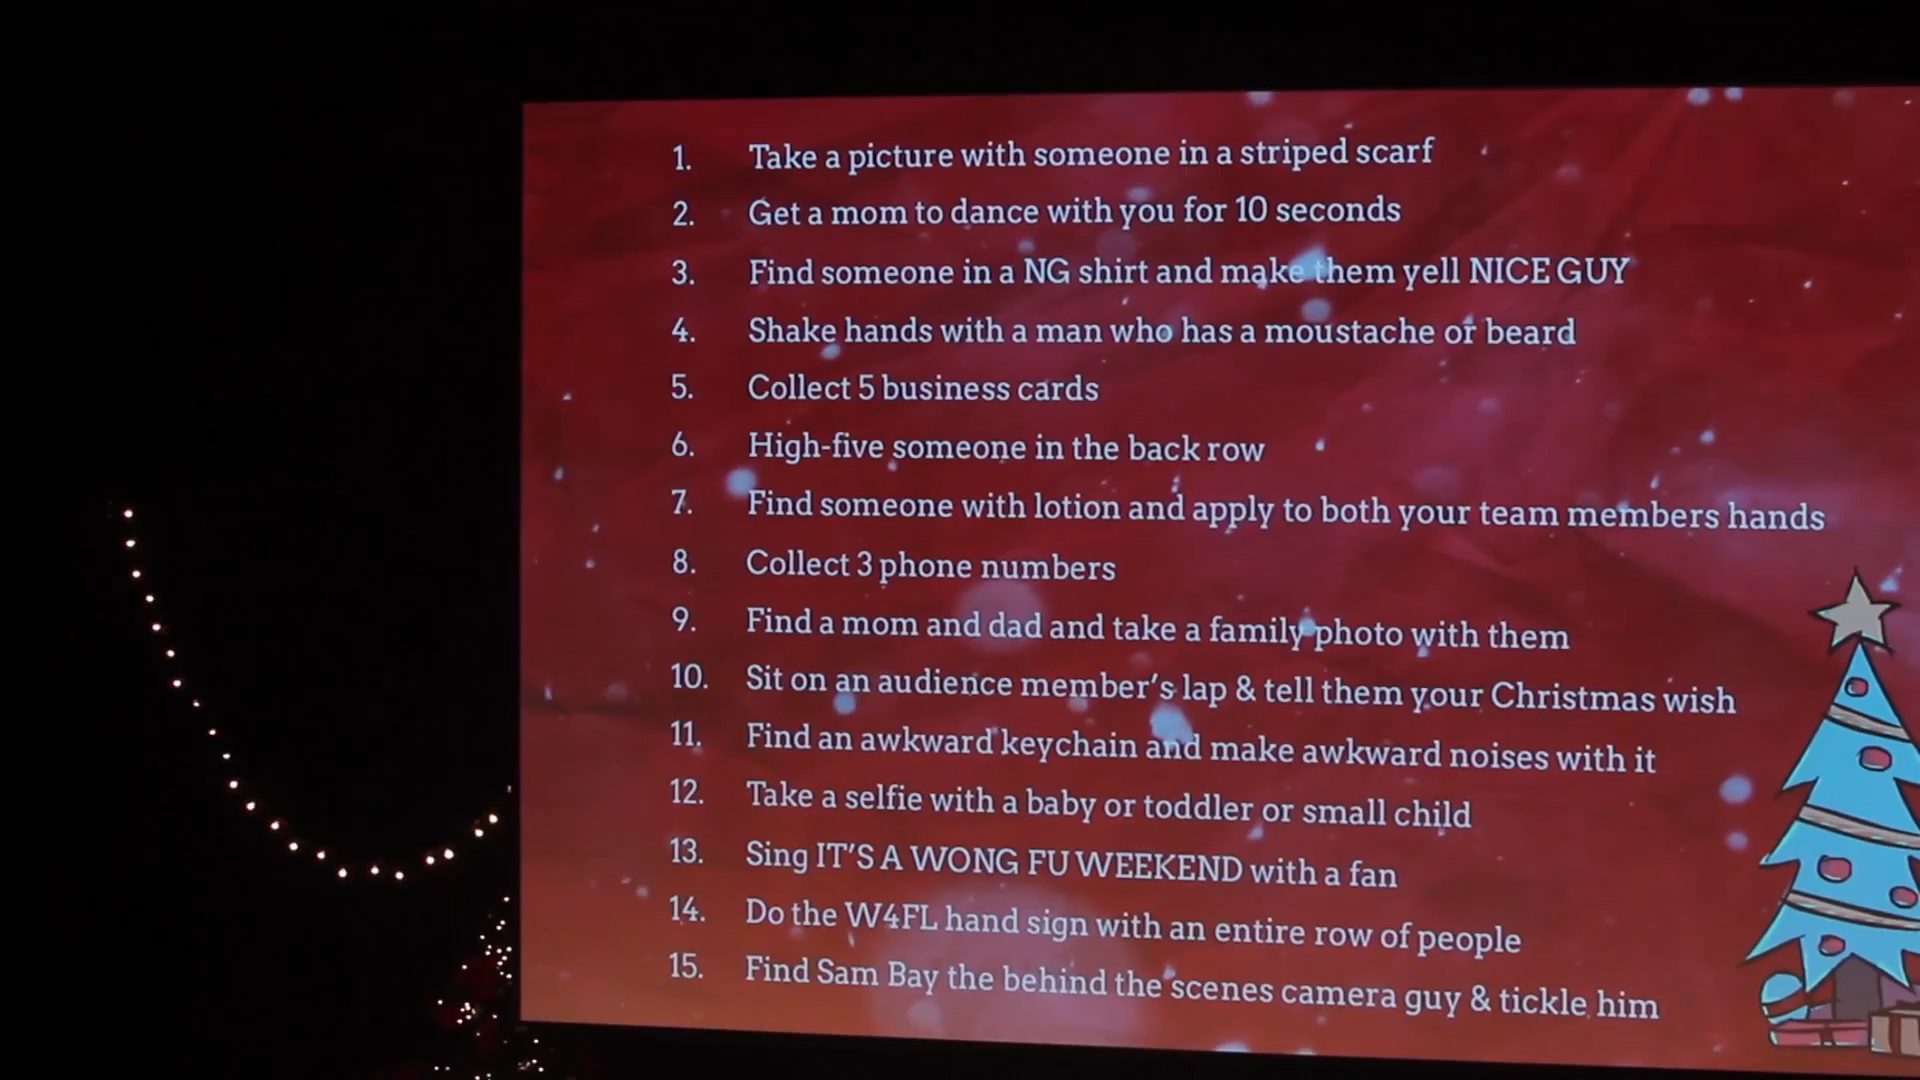 1. Take a picture with someone in a striped scarf
2. Get a mom to dance with you for 10 seconds
3. Find someone in a NG shirt and make them yell NICE GUY
4. Shake hands with a man who has a moustache or beard
5. Collect 5 business cards
6. High-five someone in the back row
7. Find someone with lotion and apply to both your team members hands
8. Collect 3 phone numbers
9. Find a mom and dad and take a family photo with them
10. Sit on an audience member's lap & tell them your Christmas wish
11. Find an awkward keychain and make awkward noises with it
12. Take a selfie with a baby or toddler or small child
13. Sing IT'S A WONG FU WEEKEND with a fan
14. Do the W4FL hand sign with an entire row of people
15. Find Sam Bay the behind the scenes camera guy & tickle him